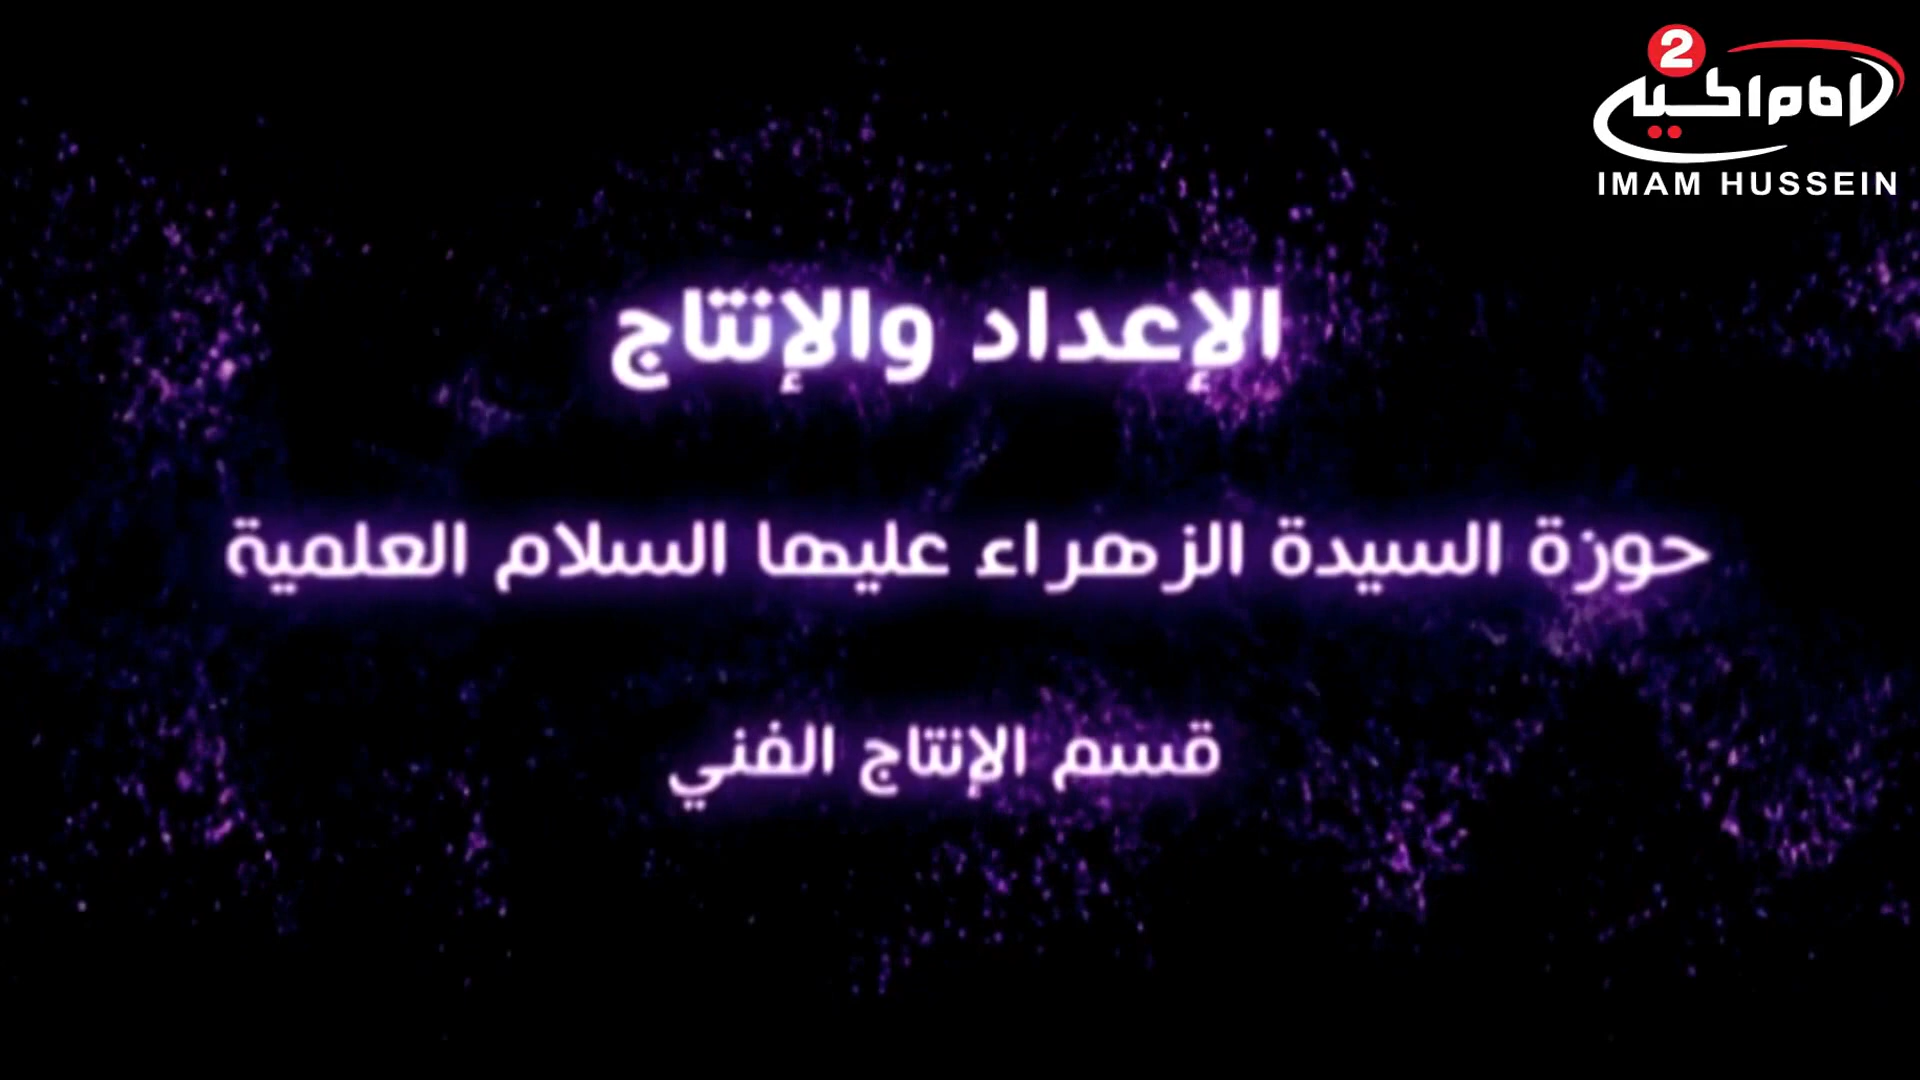 2
الإمام الحسين
IMAM HUSSEIN
الإعداد والإنتاج
حوزة السيدة الزهراء عليها السلام العلمية
قسم الإنتاج الفني